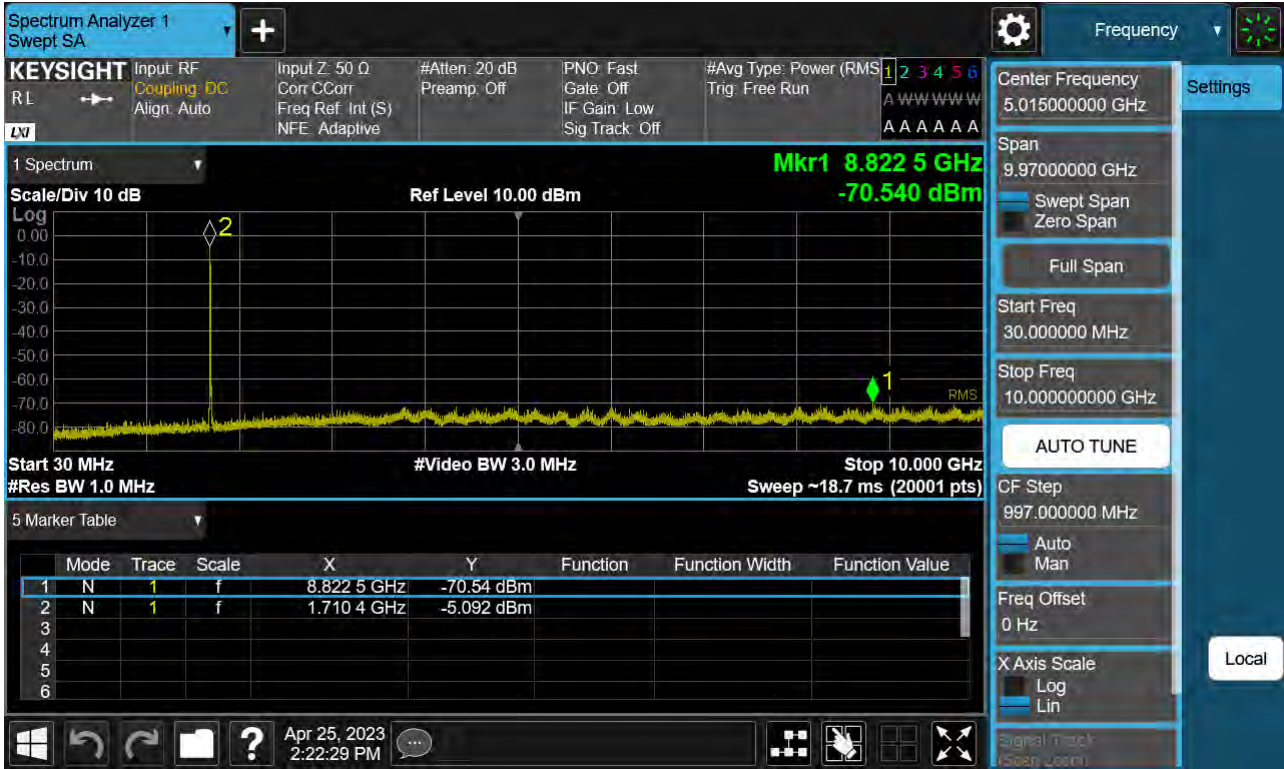 Spectrum Analyzer 1
Swept SA
Frequency
KEYSIGHT
RL
LXI
Input: RF
Coupling: DC
Align: Auto
Input Z: 50 Ω
Corr CCorr
Freq Ref: Int (S)
NFE: Adaptive
#Atten: 20 dB
Preamp: Off
PNO: Fast
Gate: Off
IF Gain: Low
Sig Track: Off
#Avg Type: Power (RMS
Trig: Free Run
1 2 3 4 5 6
A W W W W W
A A A A A A
1 Spectrum
Mkr1 8.822 5 GHz
-70.540 dBm
Scale/Div 10 dB
Ref Level 10.00 dBm
Log
0.00
-10.0
-20.0
-30.0
-40.0
-50.0
-60.0
-70.0
-80.0
2
1
RMS
Start 30 MHz
#Video BW 3.0 MHz
Stop 10.000 GHz
#Res BW 1.0 MHz
Sweep ~18.7 ms (20001 pts)
5 Marker Table
Mode Trace Scale X Y Function Function Width Function Value
1 N 1 f 8.822 5 GHz -70.54 dBm
2 N 1 f 1.710 4 GHz -5.092 dBm
3
4
5
6
Apr 25, 2023
2:22:29 PM
Center Frequency
5.015000000 GHz
Settings
Span
9.97000000 GHz
Swept Span
Zero Span
Full Span
Start Freq
30.000000 MHz
Stop Freq
10.000000000 GHz
AUTO TUNE
CF Step
997.000000 MHz
Auto
Man
Freq Offset
0 Hz
X Axis Scale
Log
Lin
Local
Signal Track
(Span Zoom)